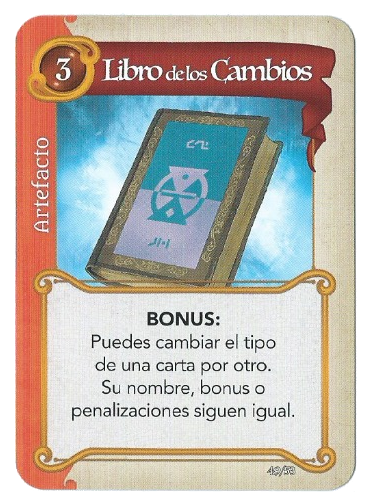 3 Libro de los Cambios
Artefacto
BONUS:
Puedes cambiar el tipo
de una carta por otro.
Su nombre, bonus o
penalizaciones siguen igual.